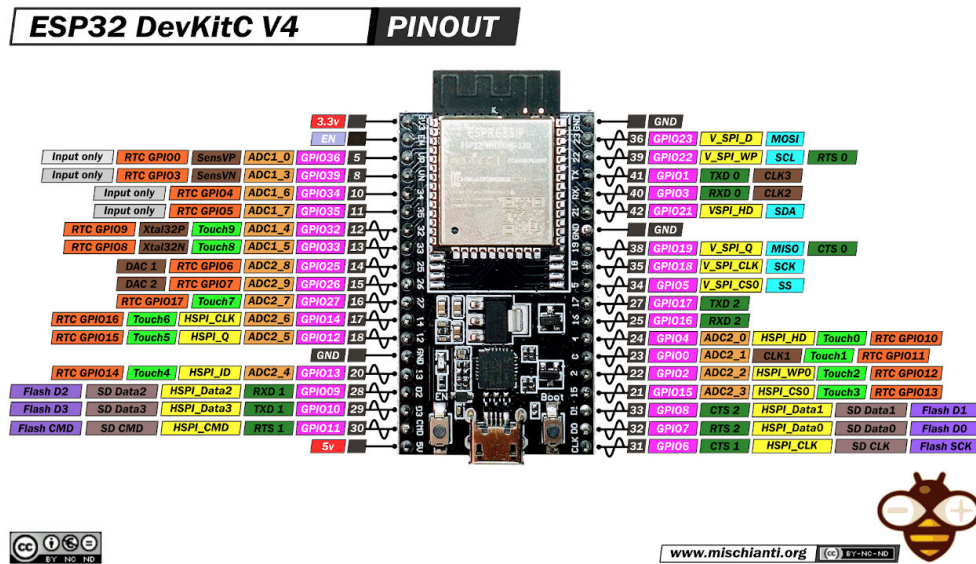 ESP32 DevKitC V4 PINOUT
3.3v GND
EN 36 GPIO23 V_SPI_D MOSI
Input only RTC GPIO0 SensVP ADC1_0 GPIO36 5 39 GPIO22 V_SPI_WP SCL RTS 0
Input only RTC GPIO3 SensVN ADC1_3 GPIO39 8 41 GPIO1 TXD 0 CLK3
Input only RTC GPIO4 ADC1_6 GPIO34 10 40 GPIO3 RXD 0 CLK2
Input only RTC GPIO5 ADC1_7 GPIO35 11 42 GPIO21 VSPI_HD SDA
RTC GPIO9 Xtal32P Touch9 ADC1_4 GPIO32 12 GND
RTC GPIO8 Xtal32N Touch8 ADC1_5 GPIO33 13 38 GPIO19 V_SPI_Q MISO CTS 0
DAC 1 RTC GPIO6 ADC2_8 GPIO25 14 35 GPIO18 V_SPI_CLK SCK
DAC 2 RTC GPIO7 ADC2_9 GPIO26 15 34 GPIO5 V_SPI_CS0 SS
RTC GPIO17 Touch7 ADC2_7 GPIO27 16 27 GPIO17 TXD 2
RTC GPIO16 Touch6 HSPI_CLK ADC2_6 GPIO14 17 25 GPIO16 RXD 2
RTC GPIO15 Touch5 HSPI_Q ADC2_5 GPIO12 18 24 GPIO4 ADC2_0 HSPI_HD Touch0 RTC GPIO10
GND 23 GPIO0 ADC2_1 CLK1 Touch1 RTC GPIO11
RTC GPIO14 Touch4 HSPI_ID ADC2_4 GPIO13 20 22 GPIO2 ADC2_2 HSPI_WP0 Touch2 RTC GPIO12
Flash D2 SD Data2 HSPI_Data2 RXD 1 GPIO09 28 21 GPIO15 ADC2_3 HSPI_CS0 Touch3 RTC GPIO13
Flash D3 SD Data3 HSPI_Data3 TXD 1 GPIO10 29 33 GPIO8 CTS 2 HSPI_Data1 SD Data1 Flash D1
Flash CMD SD CMD HSPI_CMD RTS 1 GPIO11 30 32 GPIO7 RTS 2 HSPI_Data0 SD Data0 Flash D0
5v 31 GPIO6 CTS 1 HSPI_CLK SD CLK Flash SCK
EN Boot
cc BY NC ND
www.mischianti.org cc BY-NC-ND